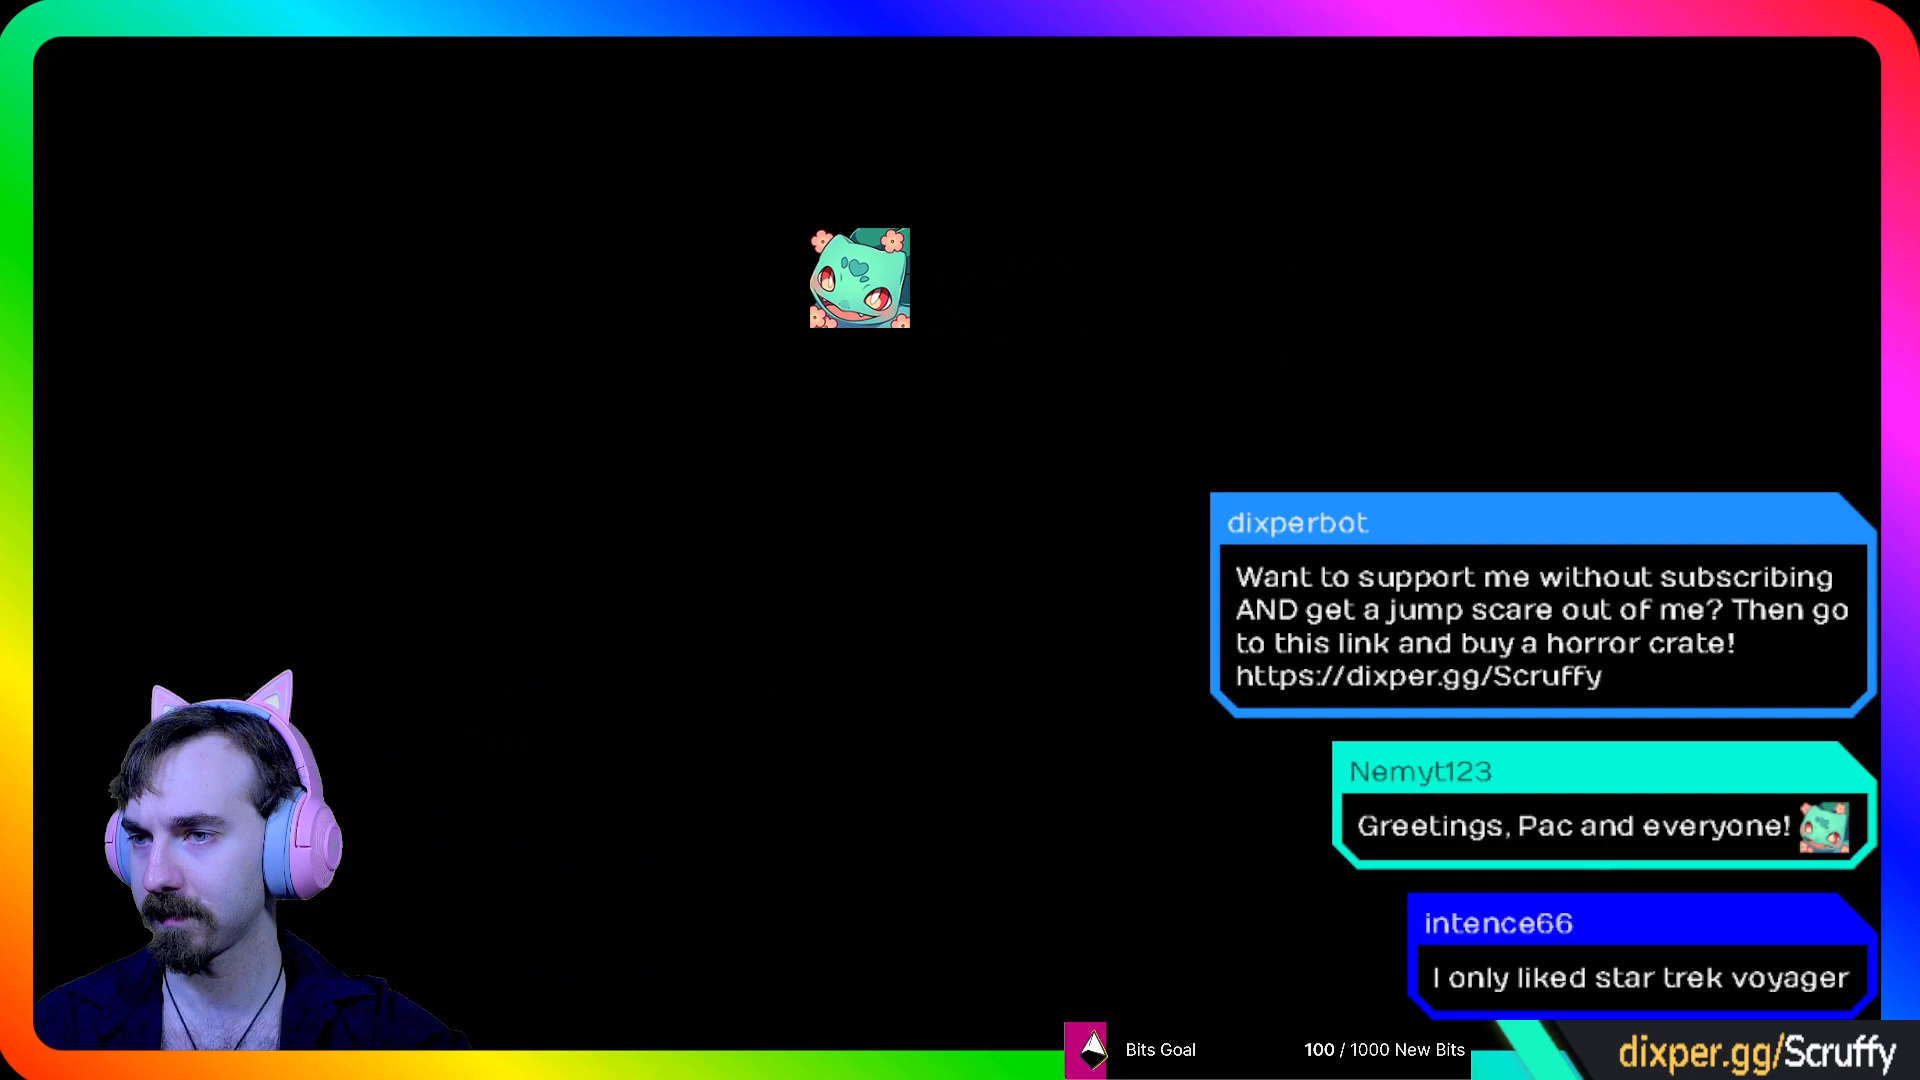 dixperbot
Want to support me without subscribing
AND get a jump scare out of me? Then go
to this link and buy a horror crate!
https://dixper.gg/Scruffy
Nemyt123
Greetings, Pac and everyone!
intence66
I only liked star trek voyager
Bits Goal
100 / 1000 New Bits
dixper.gg/Scruffy